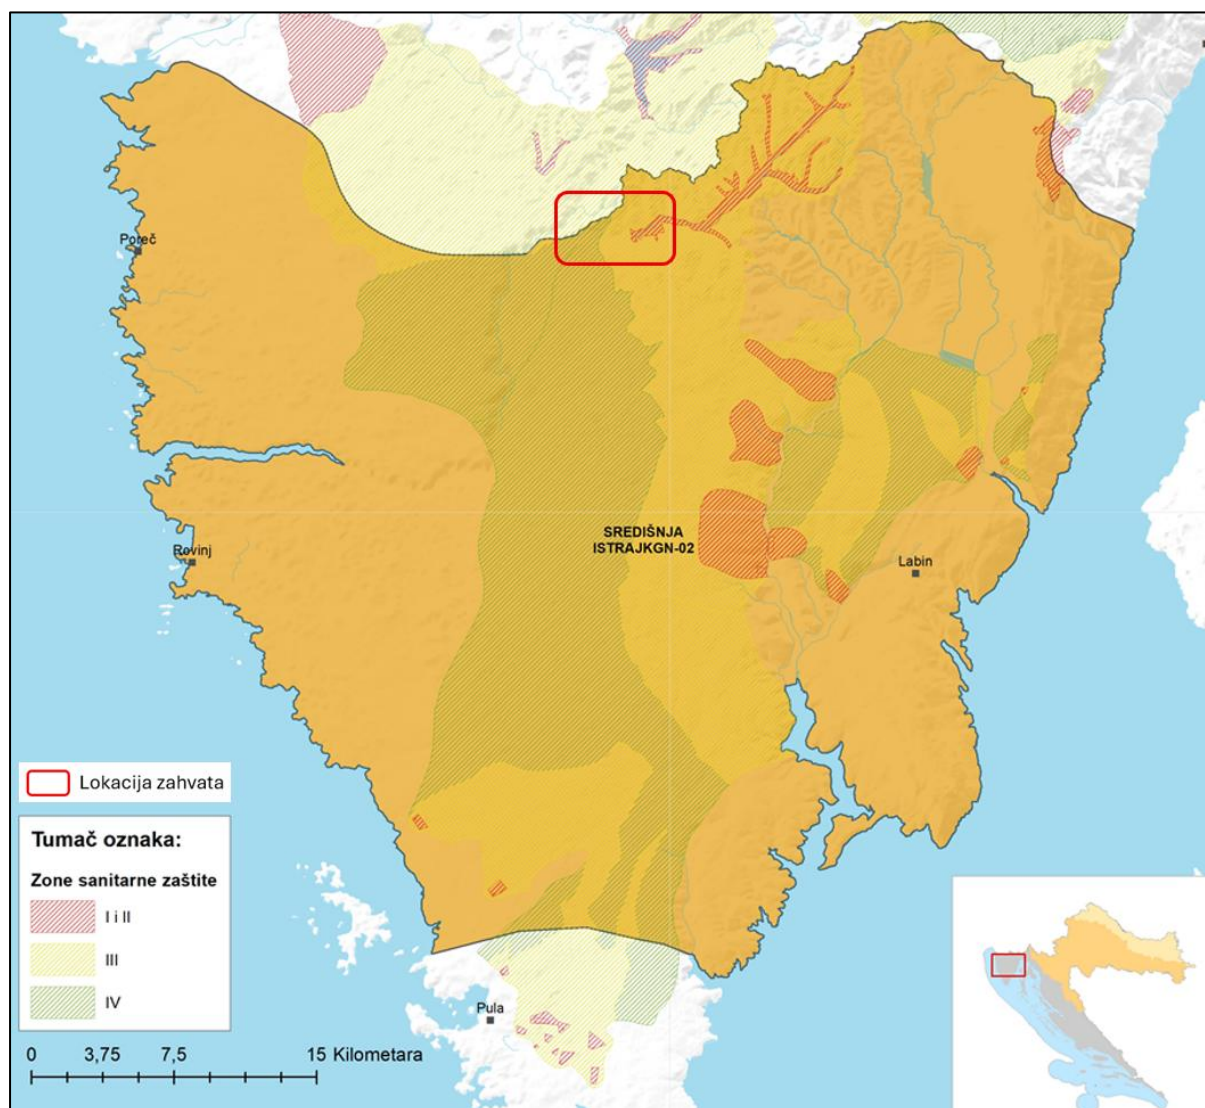 Poreč
SREDIŠNJA
ISTRAJKGN-02
Rovinj
Labin
Lokacija zahvata
Tumač oznaka:
Zone sanitarne zaštite
I i II
III
IV
Pula
0 3,75 7,5 15 Kilometara